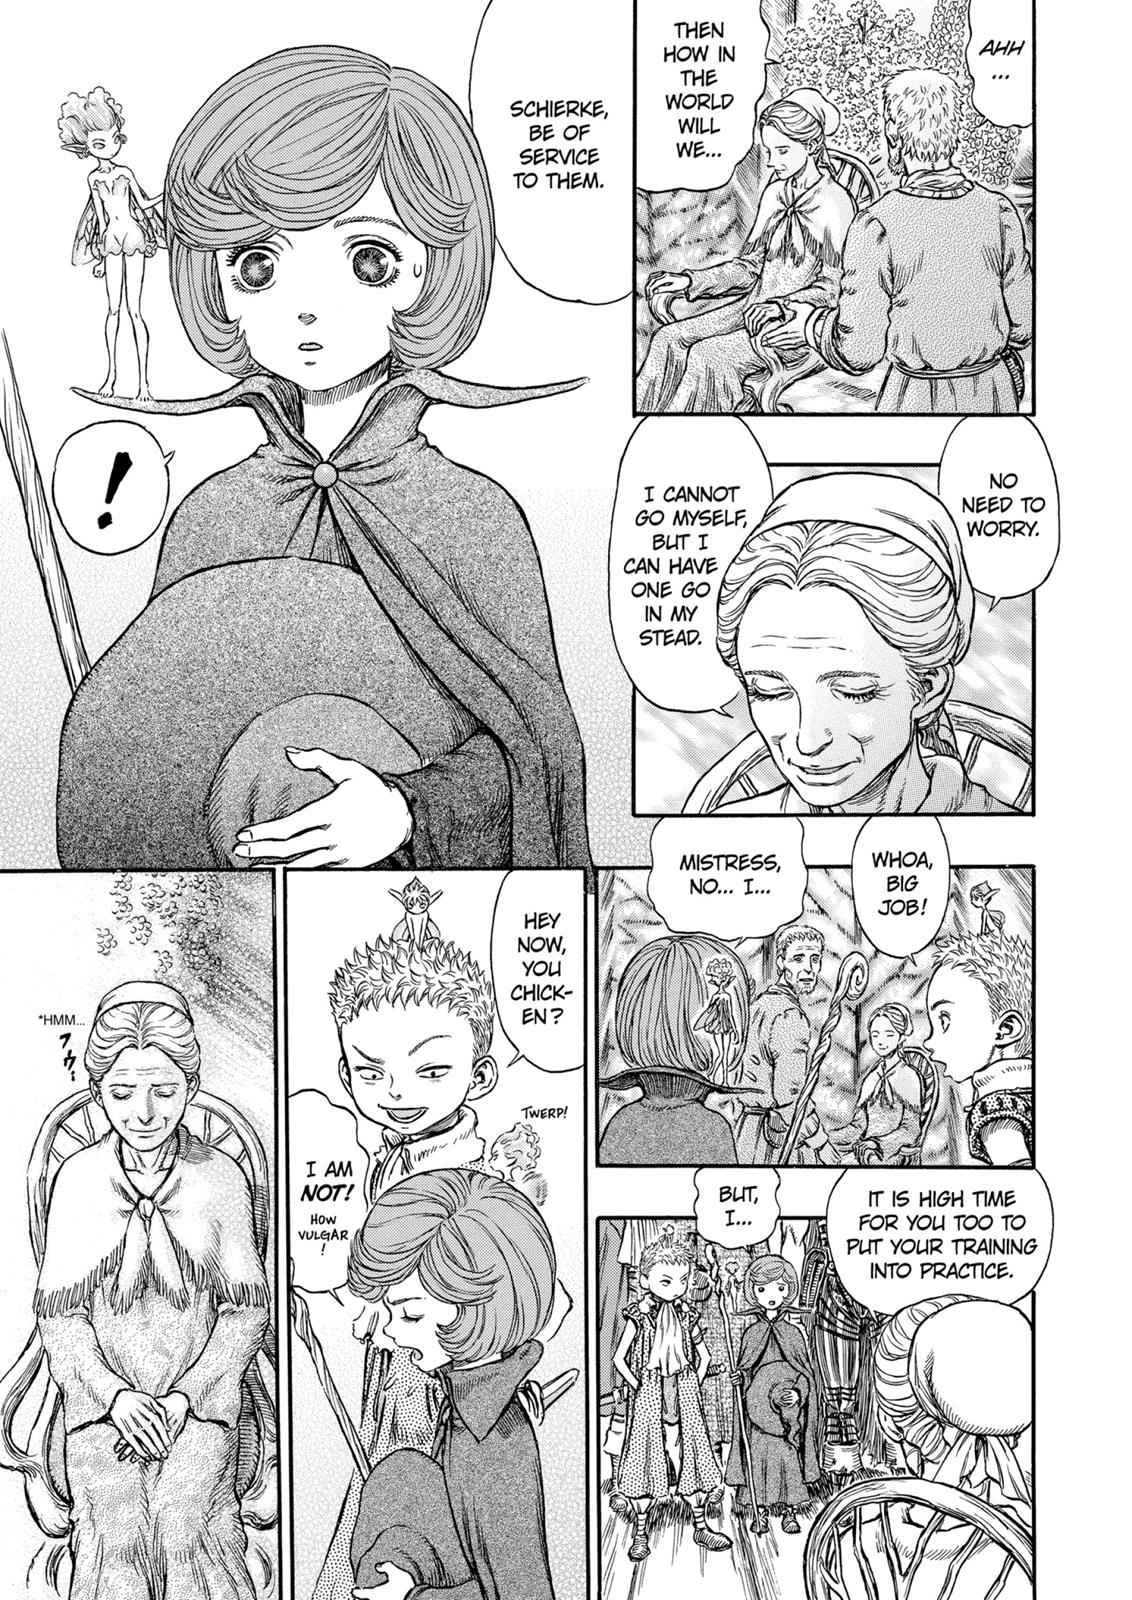 AHH
...
THEN
HOW IN
THE
WORLD
WILL
WE...
NO
NEED TO
WORRY.
I CANNOT
GO MYSELF,
BUT I
CAN HAVE
ONE GO
IN MY
STEAD.
SCHIERKE,
BE OF
SERVICE
TO THEM.
!
WHOA,
BIG
JOB!
MISTRESS,
NO... I...
IT IS HIGH TIME
FOR YOU TOO TO
PUT YOUR TRAINING
INTO PRACTICE.
BUT,
I...
HEY
NOW,
YOU
CHICK-
EN?
TWERP!
I AM
NOT!
HOW
VULGAR
!
*HMM...
フゥ…